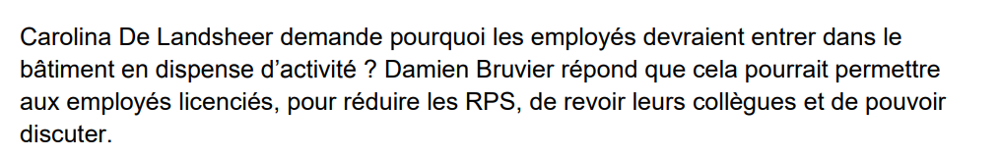 Carolina De Landsheer demande pourquoi les employés devraient entrer dans le
bâtiment en dispense d’activité ? Damien Bruvier répond que cela pourrait permettre
aux employés licenciés, pour réduire les RPS, de revoir leurs collègues et de pouvoir
discuter.